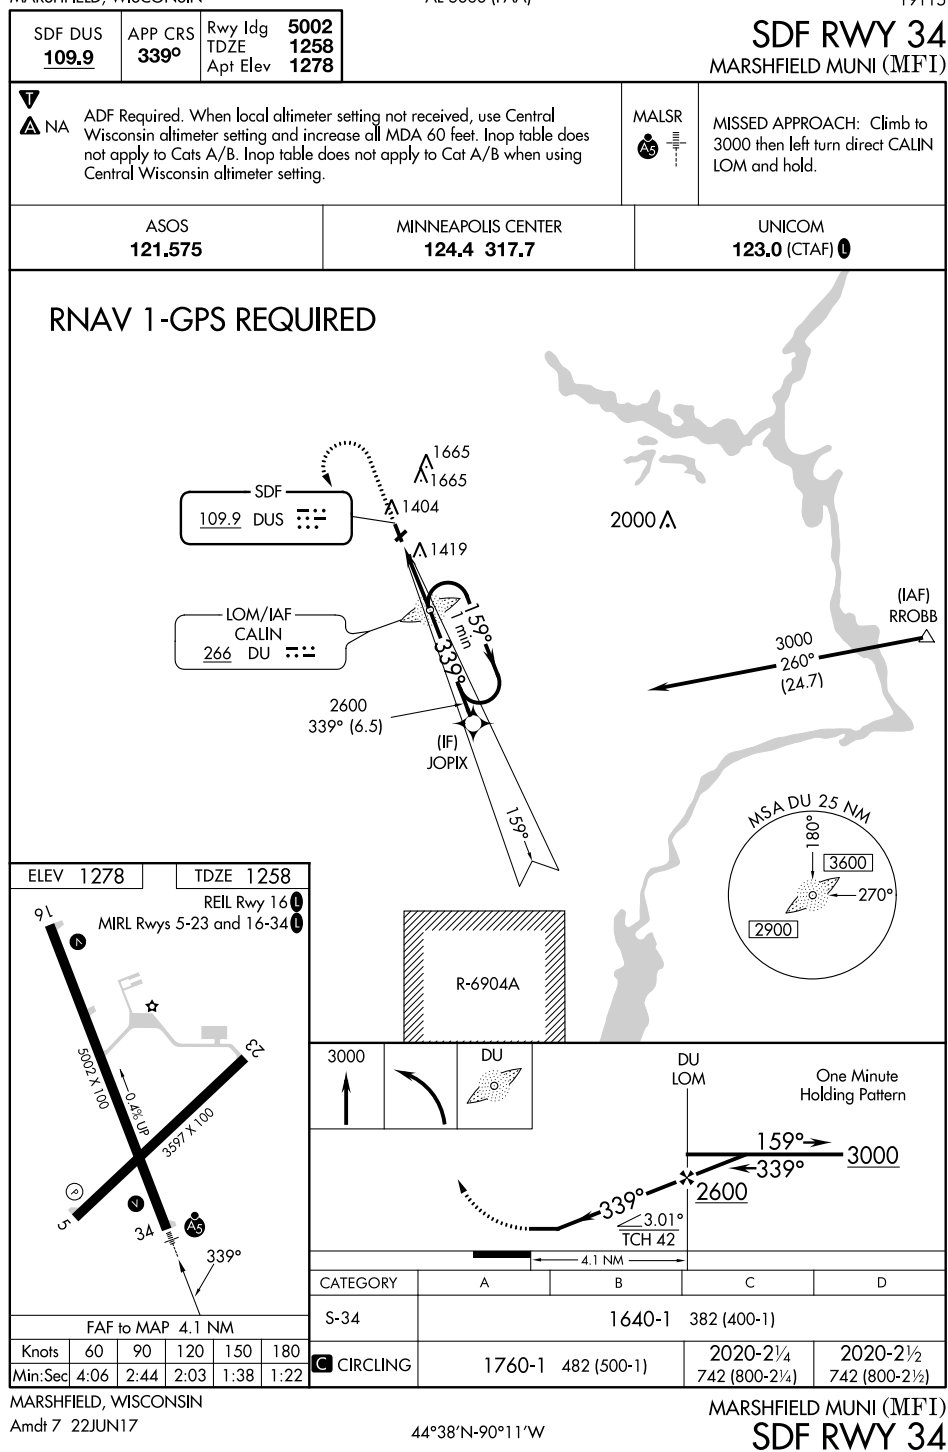 SDF DUS
109.9
APP CRS
339°
Rwy ldg 5002
TDZE 1258
Apt Elev 1278
SDF RWY 34
MARSHFIELD MUNI (MFI)
T
A NA
ADF Required. When local altimeter setting not received, use Central
Wisconsin altimeter setting and increase all MDA 60 feet. Inop table does
not apply to Cats A/B. Inop table does not apply to Cat A/B when using
Central Wisconsin altimeter setting.
MALSR
A5
MISSED APPROACH: Climb to
3000 then left turn direct CALIN
LOM and hold.
ASOS
121.575
MINNEAPOLIS CENTER
124.4 317.7
UNICOM
123.0 (CTAF) L
RNAV 1-GPS REQUIRED
1665
1665
1404
1419
2000
SDF
109.9 DUS
LOM/IAF
CALIN
266 DU
159°
1 min
339°
2600
339° (6.5)
(IF)
JOPIX
159°
(IAF)
RROBB
3000
260°
(24.7)
MSA DU 25 NM
180°
3600
270°
2900
R-6904A
ELEV 1278
TDZE 1258
REIL Rwy 16 L
MIRL Rwys 5-23 and 16-34 L
16
V
23
5002 X 100
0.4% UP
3597 X 100
P
5
V
34
A5
339°
FAF to MAP 4.1 NM
Knots 60 90 120 150 180
Min:Sec 4:06 2:44 2:03 1:38 1:22
3000
DU
DU
LOM
One Minute
Holding Pattern
159°
339°
3000
2600
339°
3.01°
TCH 42
4.1 NM
CATEGORY A B C D
S-34 1640-1 382 (400-1)
C CIRCLING 1760-1 482 (500-1)
2020-2¼
742 (800-2¼)
2020-2½
742 (800-2½)
MARSHFIELD, WISCONSIN
Amdt 7 22JUN17
44°38'N-90°11'W
MARSHFIELD MUNI (MFI)
SDF RWY 34